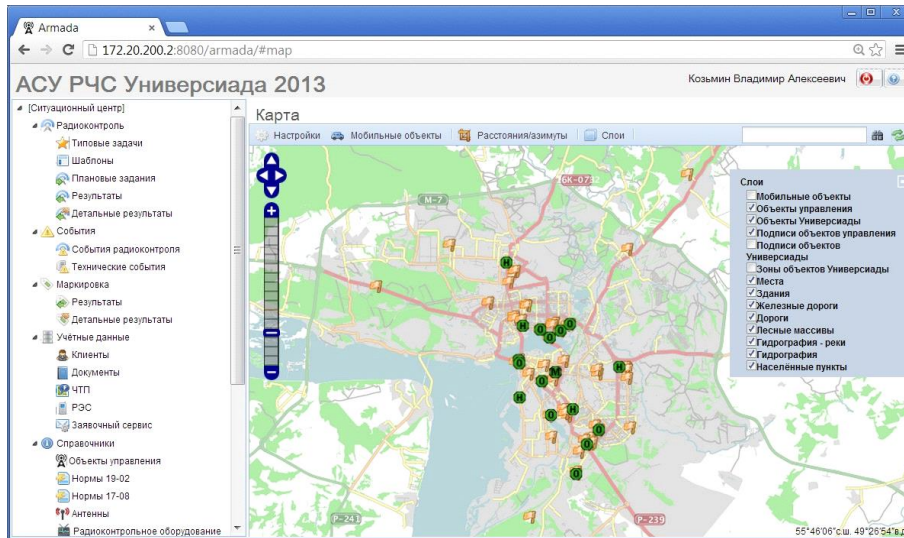 Armada
172.20.200.2:8080/armada/#map
АСУ РЧС Универсиада 2013
Козьмин Владимир Алексеевич
[Ситуационный центр]
Радиоконтроль
Типовые задачи
Шаблоны
Плановые задания
Результаты
Детальные результаты
События
События радиоконтроля
Технические события
Маркировка
Результаты
Детальные результаты
Учётные данные
Клиенты
Документы
ЧТП
РЭС
Заявочный сервис
Справочники
Объекты управления
Нормы 19-02
Нормы 17-08
Антенны
Радиоконтрольное оборудование
Карта
Настройки Мобильные объекты Расстояния/азимуты Слои
6К-0732
М-7
Н
Н О О О О
О О М Н
О
Н О Н
О О
О
Р-241
Р-239
Слои
Мобильные объекты
Объекты управления
Объекты Универсиады
Подписи объектов управления
Подписи объектов
Универсиады
Зоны объектов Универсиады
Места
Здания
Железные дороги
Дороги
Лесные массивы
Гидрография - реки
Гидрография
Населённые пункты
55°46'06"с.ш. 49°26'54"в.д